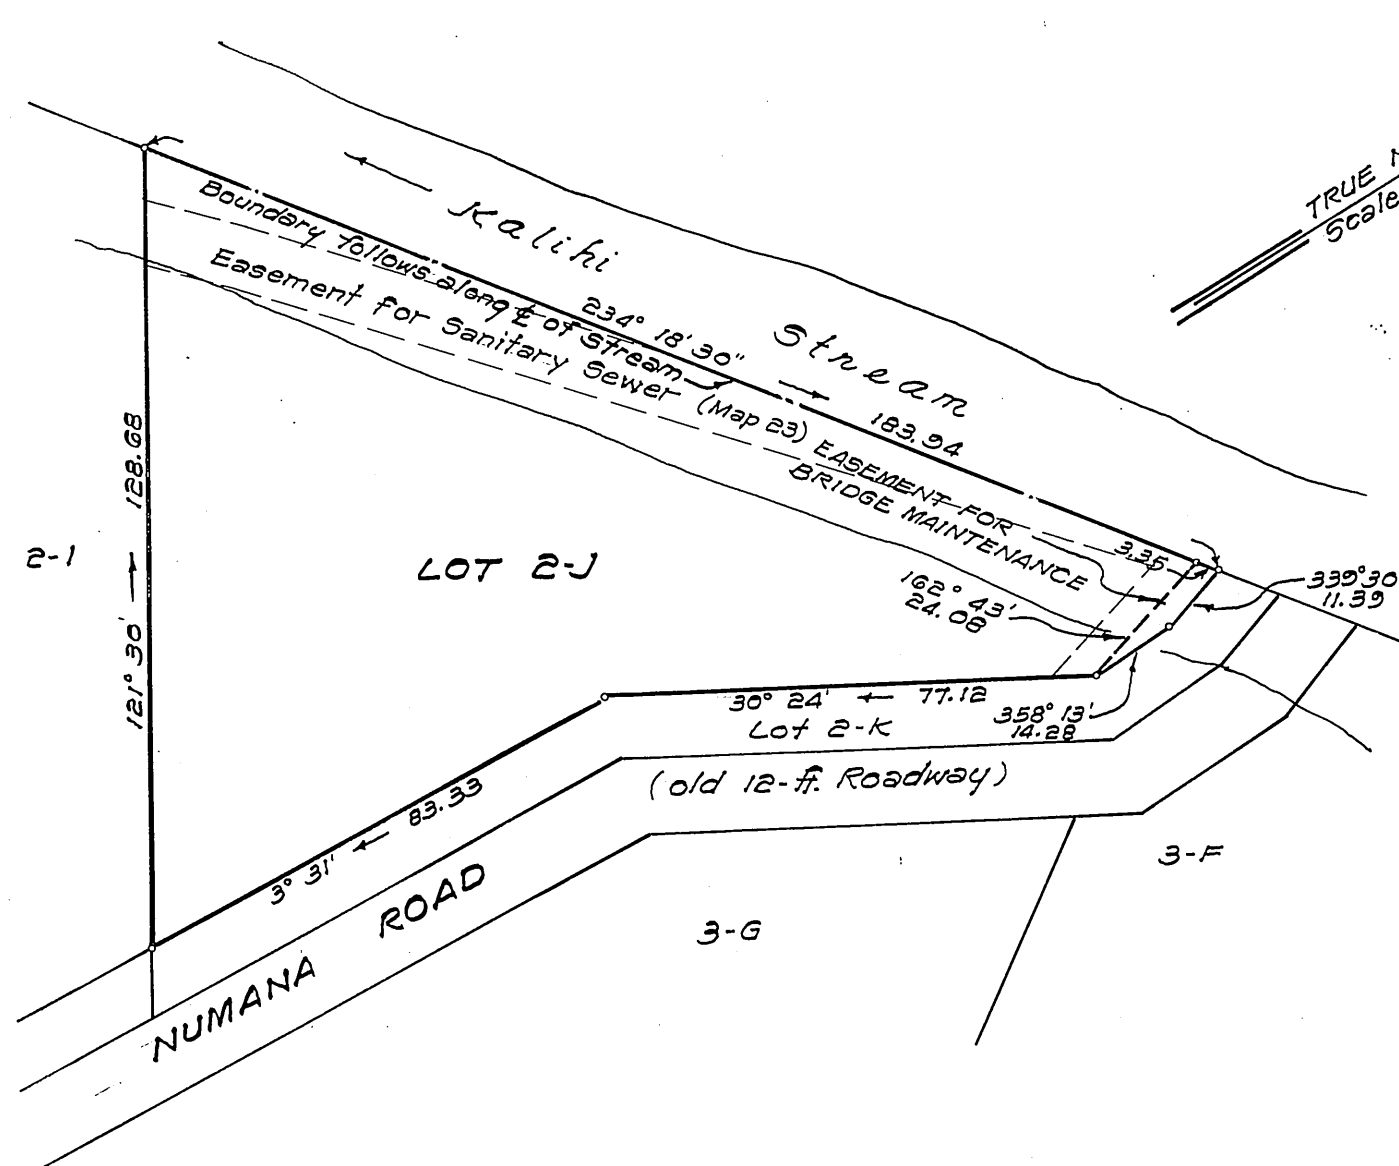 TRUE
Scale
Kalihi
Stream
Boundary follows along ℄ of Stream
234° 18' 30"
183.94
Easement for Sanitary Sewer (Map 23)
EASEMENT FOR
BRIDGE MAINTENANCE
3.35
339° 30
11.39
162° 43'
24.08
128.68
121° 30'
2-I
LOT 2-J
30° 24' 77.12
358° 13'
14.28
Lot 2-K
(old 12-ft. Roadway)
83.33
3° 31'
NUMANA ROAD
3-G
3-F